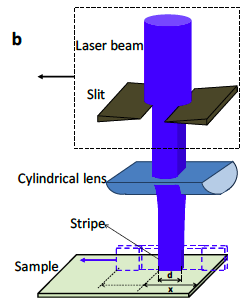 b
Laser beam
Slit
Cylindrical lens
Stripe
d
Sample
x